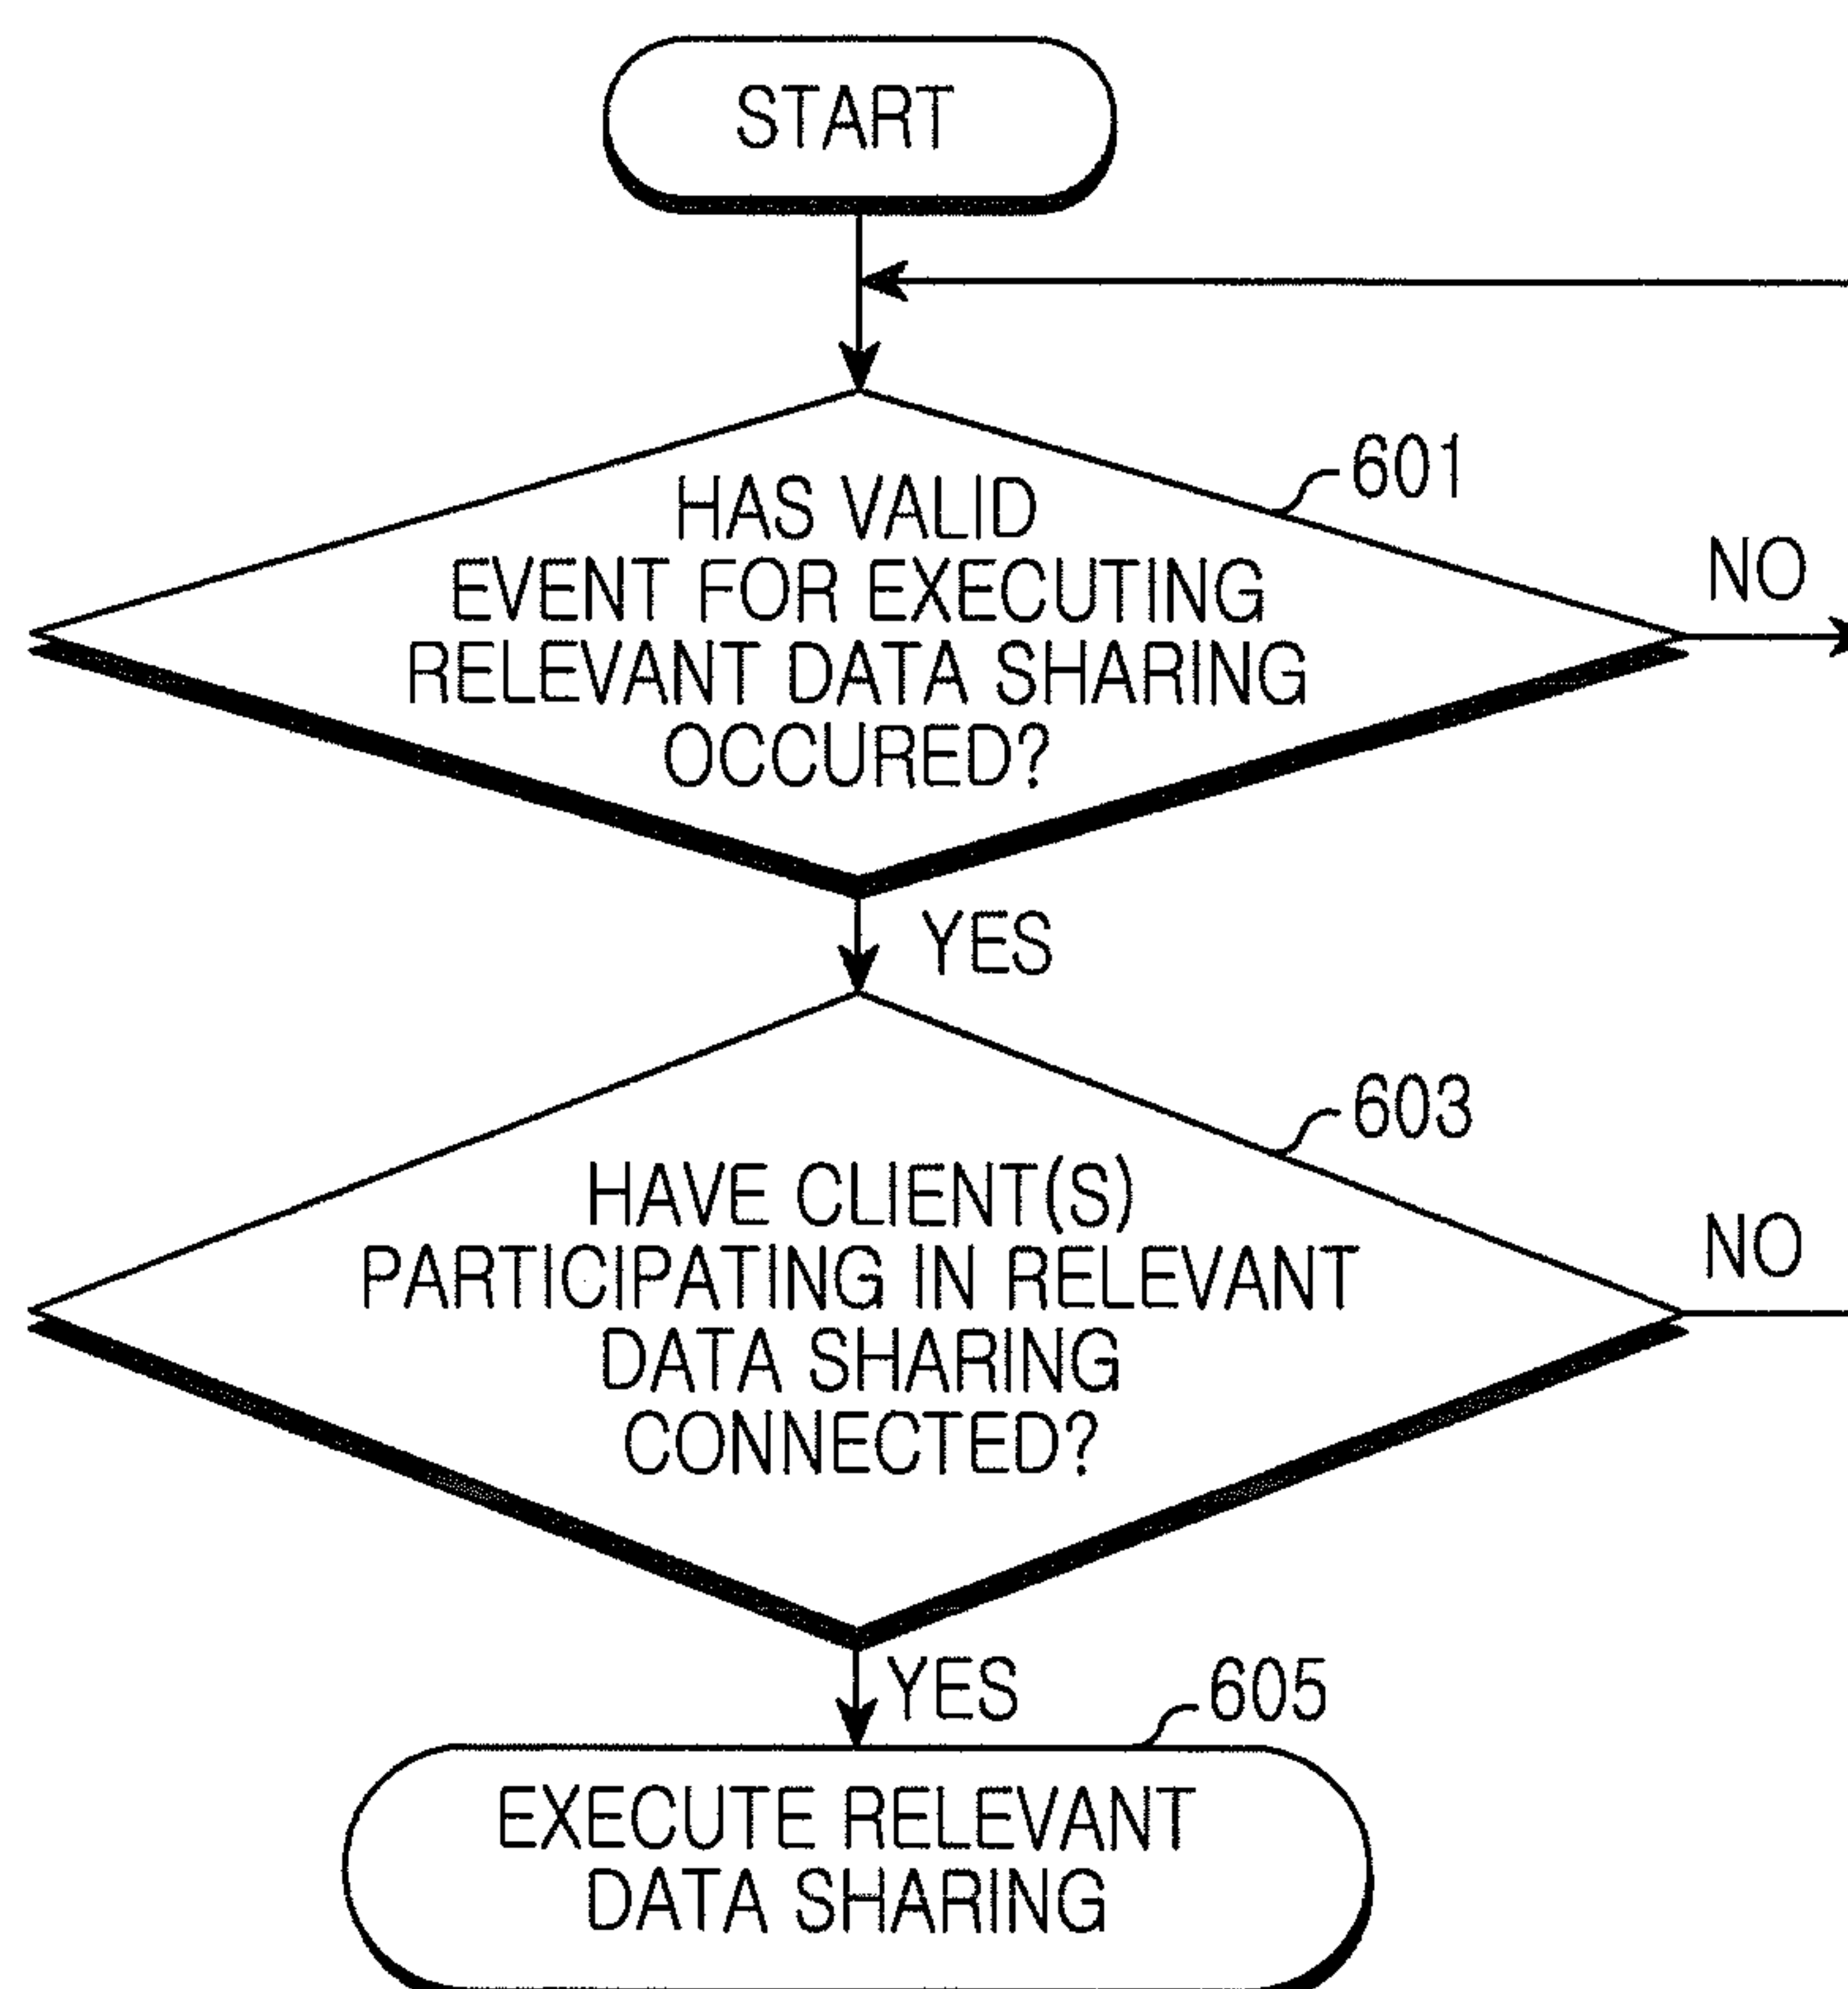 START
601
HAS VALID
EVENT FOR EXECUTING
RELEVANT DATA SHARING
OCCURED?
NO
YES
603
HAVE CLIENT(S)
PARTICIPATING IN RELEVANT
DATA SHARING
CONNECTED?
NO
YES
605
EXECUTE RELEVANT
DATA SHARING